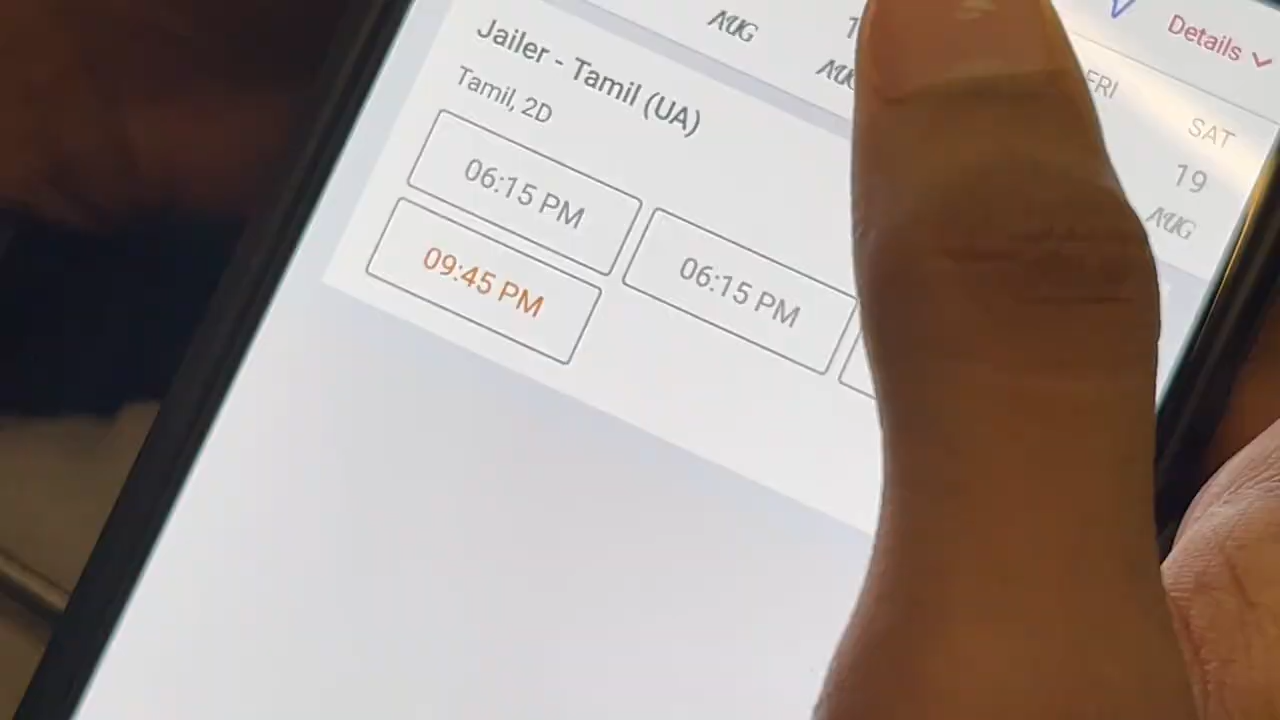 Details
FRI
SAT
19
AUG
AUG
AUG
Jailer - Tamil (UA)
Tamil, 2D
06:15 PM
06:15 PM
09:45 PM